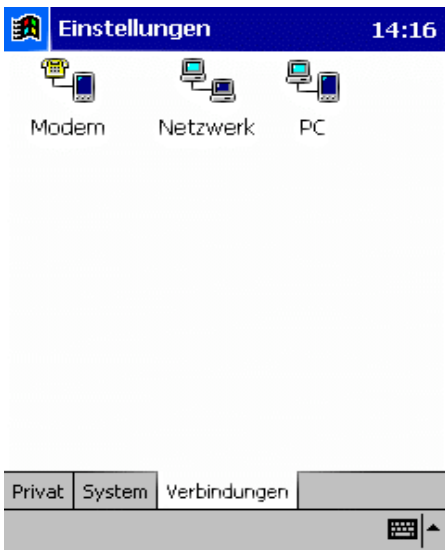 Einstellungen 14:16
Modem Netzwerk PC
Privat System Verbindungen